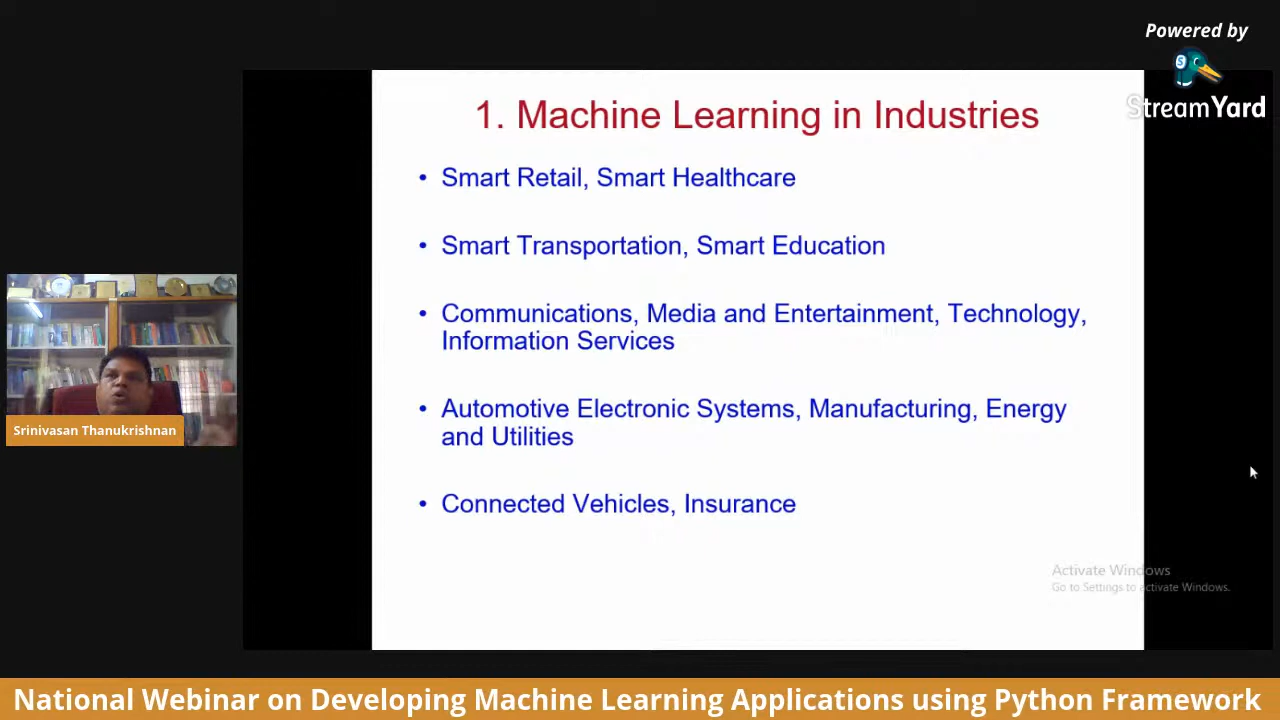 Powered by
StreamYard
1. Machine Learning in Industries
• Smart Retail, Smart Healthcare
• Smart Transportation, Smart Education
• Communications, Media and Entertainment, Technology,
Information Services
• Automotive Electronic Systems, Manufacturing, Energy
and Utilities
• Connected Vehicles, Insurance
Srinivasan Thanukrishnan
Activate Windows
Go to Settings to activate Windows.
National Webinar on Developing Machine Learning Applications using Python Framework